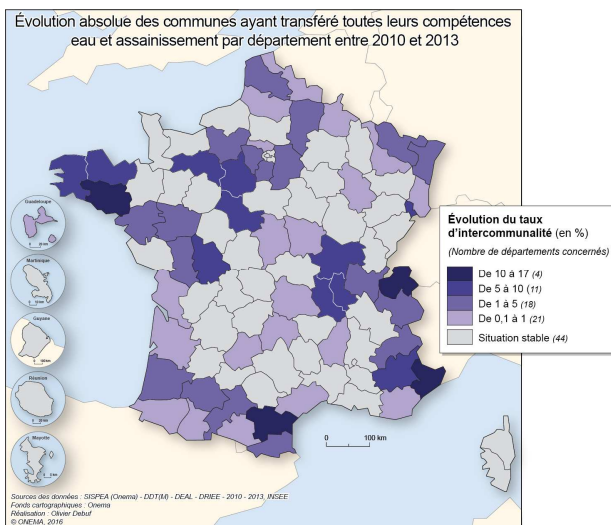 Évolution absolue des communes ayant transféré toutes leurs compétences
eau et assainissement par département entre 2010 et 2013
Guadeloupe
Martinique
Guyane
Réunion
Mayotte
Évolution du taux
d'intercommunalité (en %)
(Nombre de départements concernés)
De 10 à 17 (4)
De 5 à 10 (11)
De 1 à 5 (18)
De 0,1 à 1 (21)
Situation stable (44)
0 100 km
Sources des données : SISPEA (Onema) - DDT(M) - DEAL - DRIEE - 2010 - 2013, INSEE
Fonds cartographiques : Onema
Réalisation : Olivier Debuf
© ONEMA, 2016